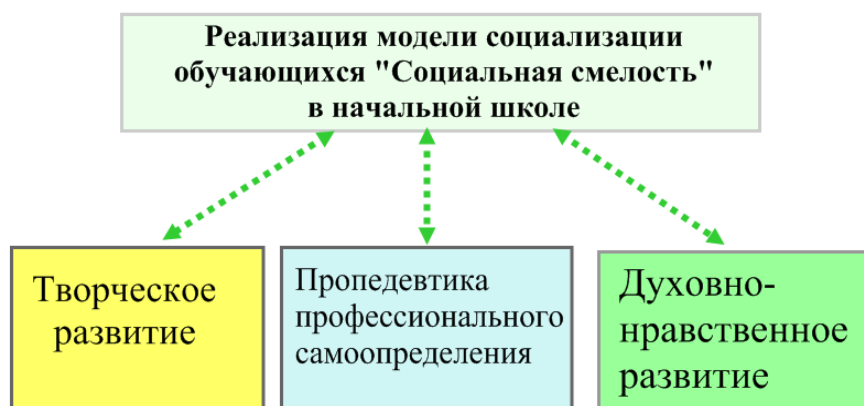 Реализация модели социализации
обучающихся "Социальная смелость"
в начальной школе
Творческое
развитие
Пропедевтика
профессионального
самоопределения
Духовно-
нравственное
развитие